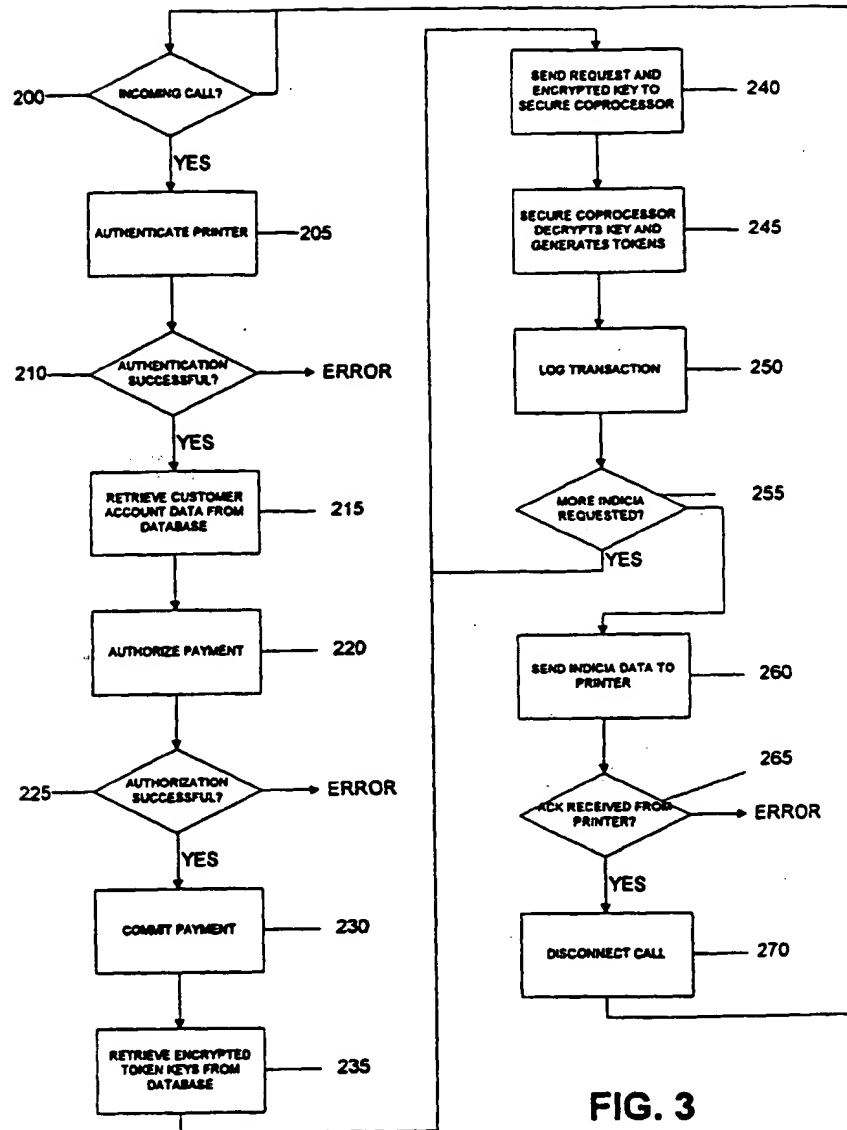 200
INCOMING CALL?
YES
AUTHENTICATE PRINTER
205
210
AUTHENTICATION
SUCCESSFUL?
ERROR
YES
RETRIEVE CUSTOMER
ACCOUNT DATA FROM
DATABASE
215
AUTHORIZE PAYMENT
220
225
AUTHORIZATION
SUCCESSFUL?
ERROR
YES
COMMIT PAYMENT
230
RETRIEVE ENCRYPTED
TOKEN KEYS FROM
DATABASE
235
SEND REQUEST AND
ENCRYPTED KEY TO
SECURE COPROCESSOR
240
SECURE COPROCESSOR
DECRYPTS KEY AND
GENERATES TOKENS
245
LOG TRANSACTION
250
MORE INDICIA
REQUESTED?
255
YES
SEND INDICIA DATA TO
PRINTER
260
265
ACK RECEIVED FROM
PRINTER?
ERROR
YES
DISCONNECT CALL
270
FIG. 3